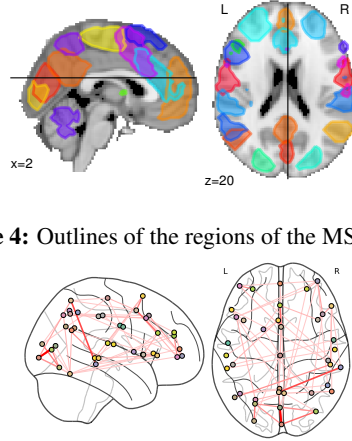 L R
x=2
z=20
e 4: Outlines of the regions of the MS
L R